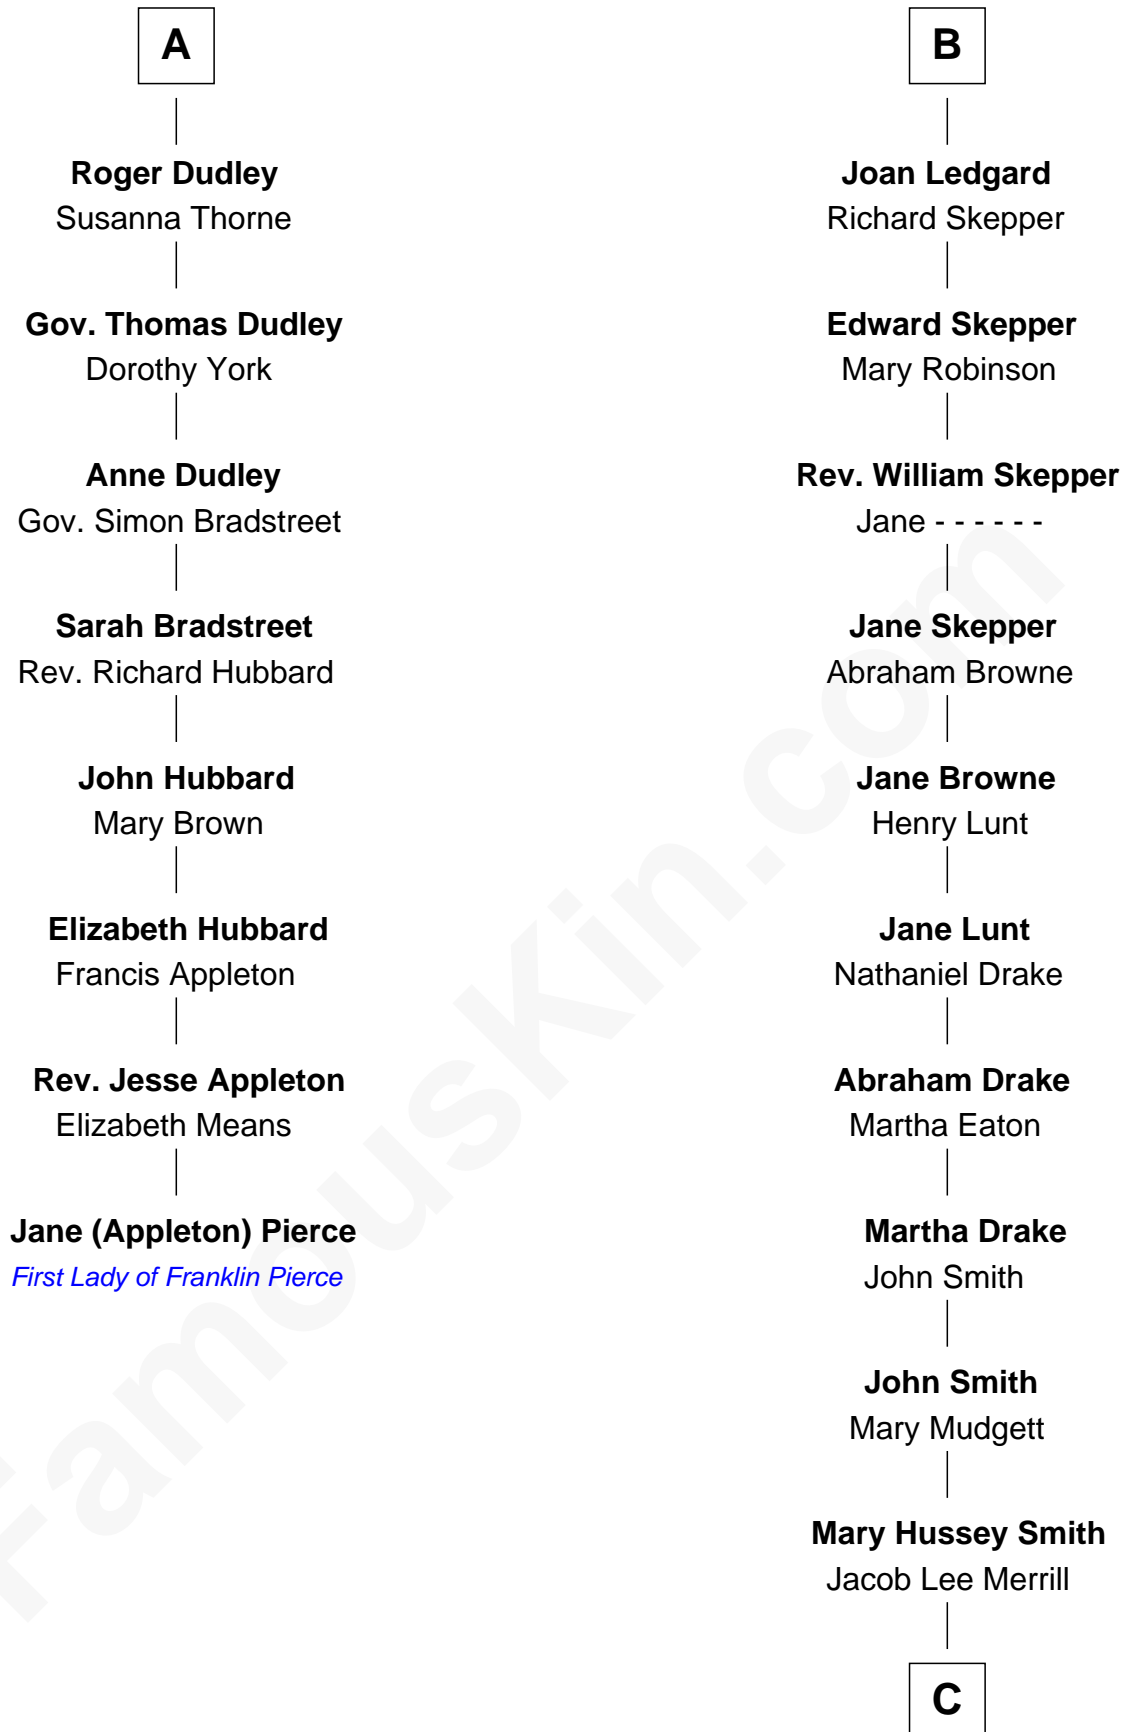 A
Roger Dudley
Susanna Thorne
Gov. Thomas Dudley
Dorothy York
Anne Dudley
Gov. Simon Bradstreet
Sarah Bradstreet
Rev. Richard Hubbard
John Hubbard
Mary Brown
Elizabeth Hubbard
Francis Appleton
Rev. Jesse Appleton
Elizabeth Means
Jane (Appleton) Pierce
First Lady of Franklin Pierce
B
Joan Ledgard
Richard Skepper
Edward Skepper
Mary Robinson
Rev. William Skepper
Jane - - - - - -
Jane Skepper
Abraham Browne
Jane Browne
Henry Lunt
Jane Lunt
Nathaniel Drake
Abraham Drake
Martha Eaton
Martha Drake
John Smith
John Smith
Mary Mudgett
Mary Hussey Smith
Jacob Lee Merrill
C
FamousKin.com